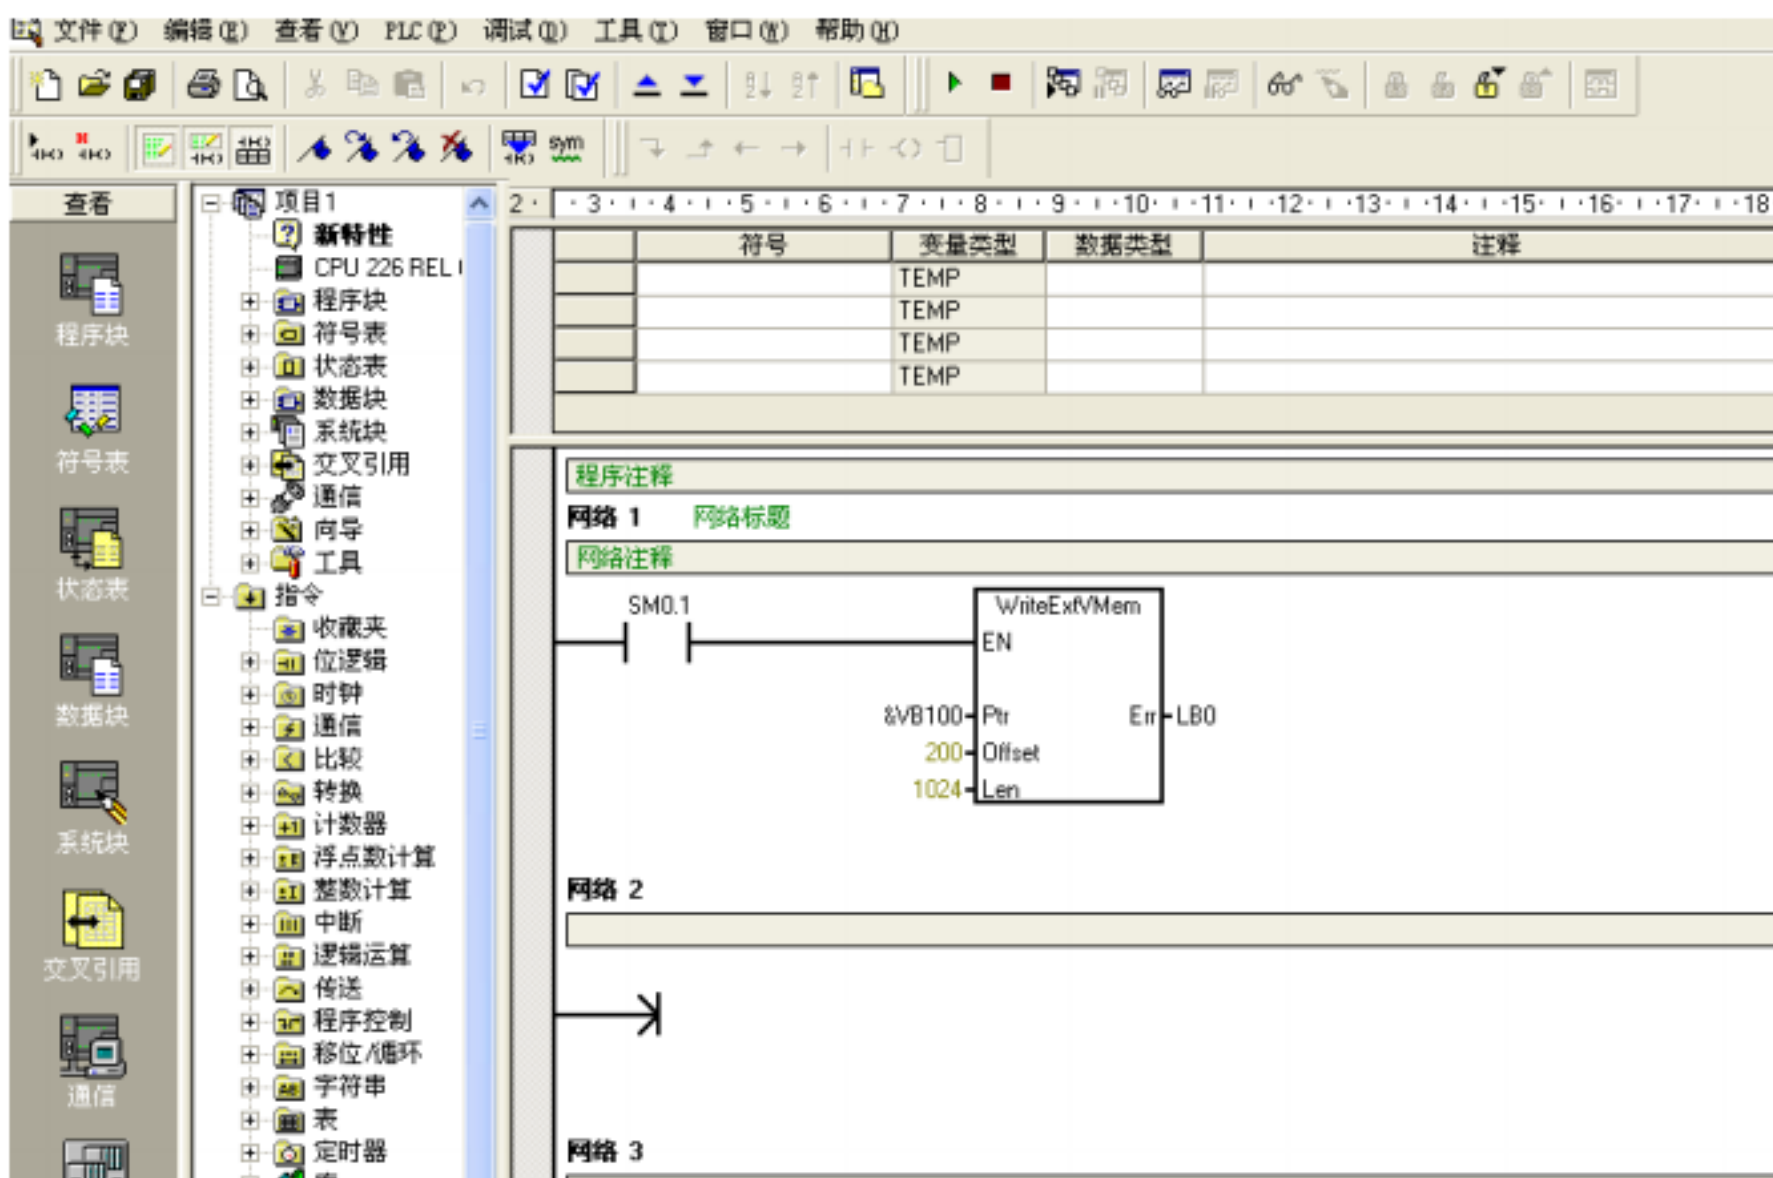 文件(F) 编辑(E) 查看(V) PLC(P) 调试(D) 工具(T) 窗口(W) 帮助(H)
sym
查看
程序块
符号表
状态表
数据块
系统块
交叉引用
通信
项目1
新特性
CPU 226 REL
程序块
符号表
状态表
数据块
系统块
交叉引用
通信
向导
工具
指令
收藏夹
位逻辑
时钟
通信
比较
转换
计数器
浮点数计算
整数计算
中断
逻辑运算
传送
程序控制
移位/循环
字符串
表
定时器
2 · 3 · 4 · 5 · 6 · 7 · 8 · 9 · 10 · 11 · 12 · 13 · 14 · 15 · 16 · 17 · 18
符号 变量类型 数据类型 注释
TEMP
TEMP
TEMP
TEMP
程序注释
网络 1 网络标题
网络注释
SM0.1 WriteExtVMem
EN
&VB100 Ptr Err LB0
200 Offset
1024 Len
网络 2
网络 3